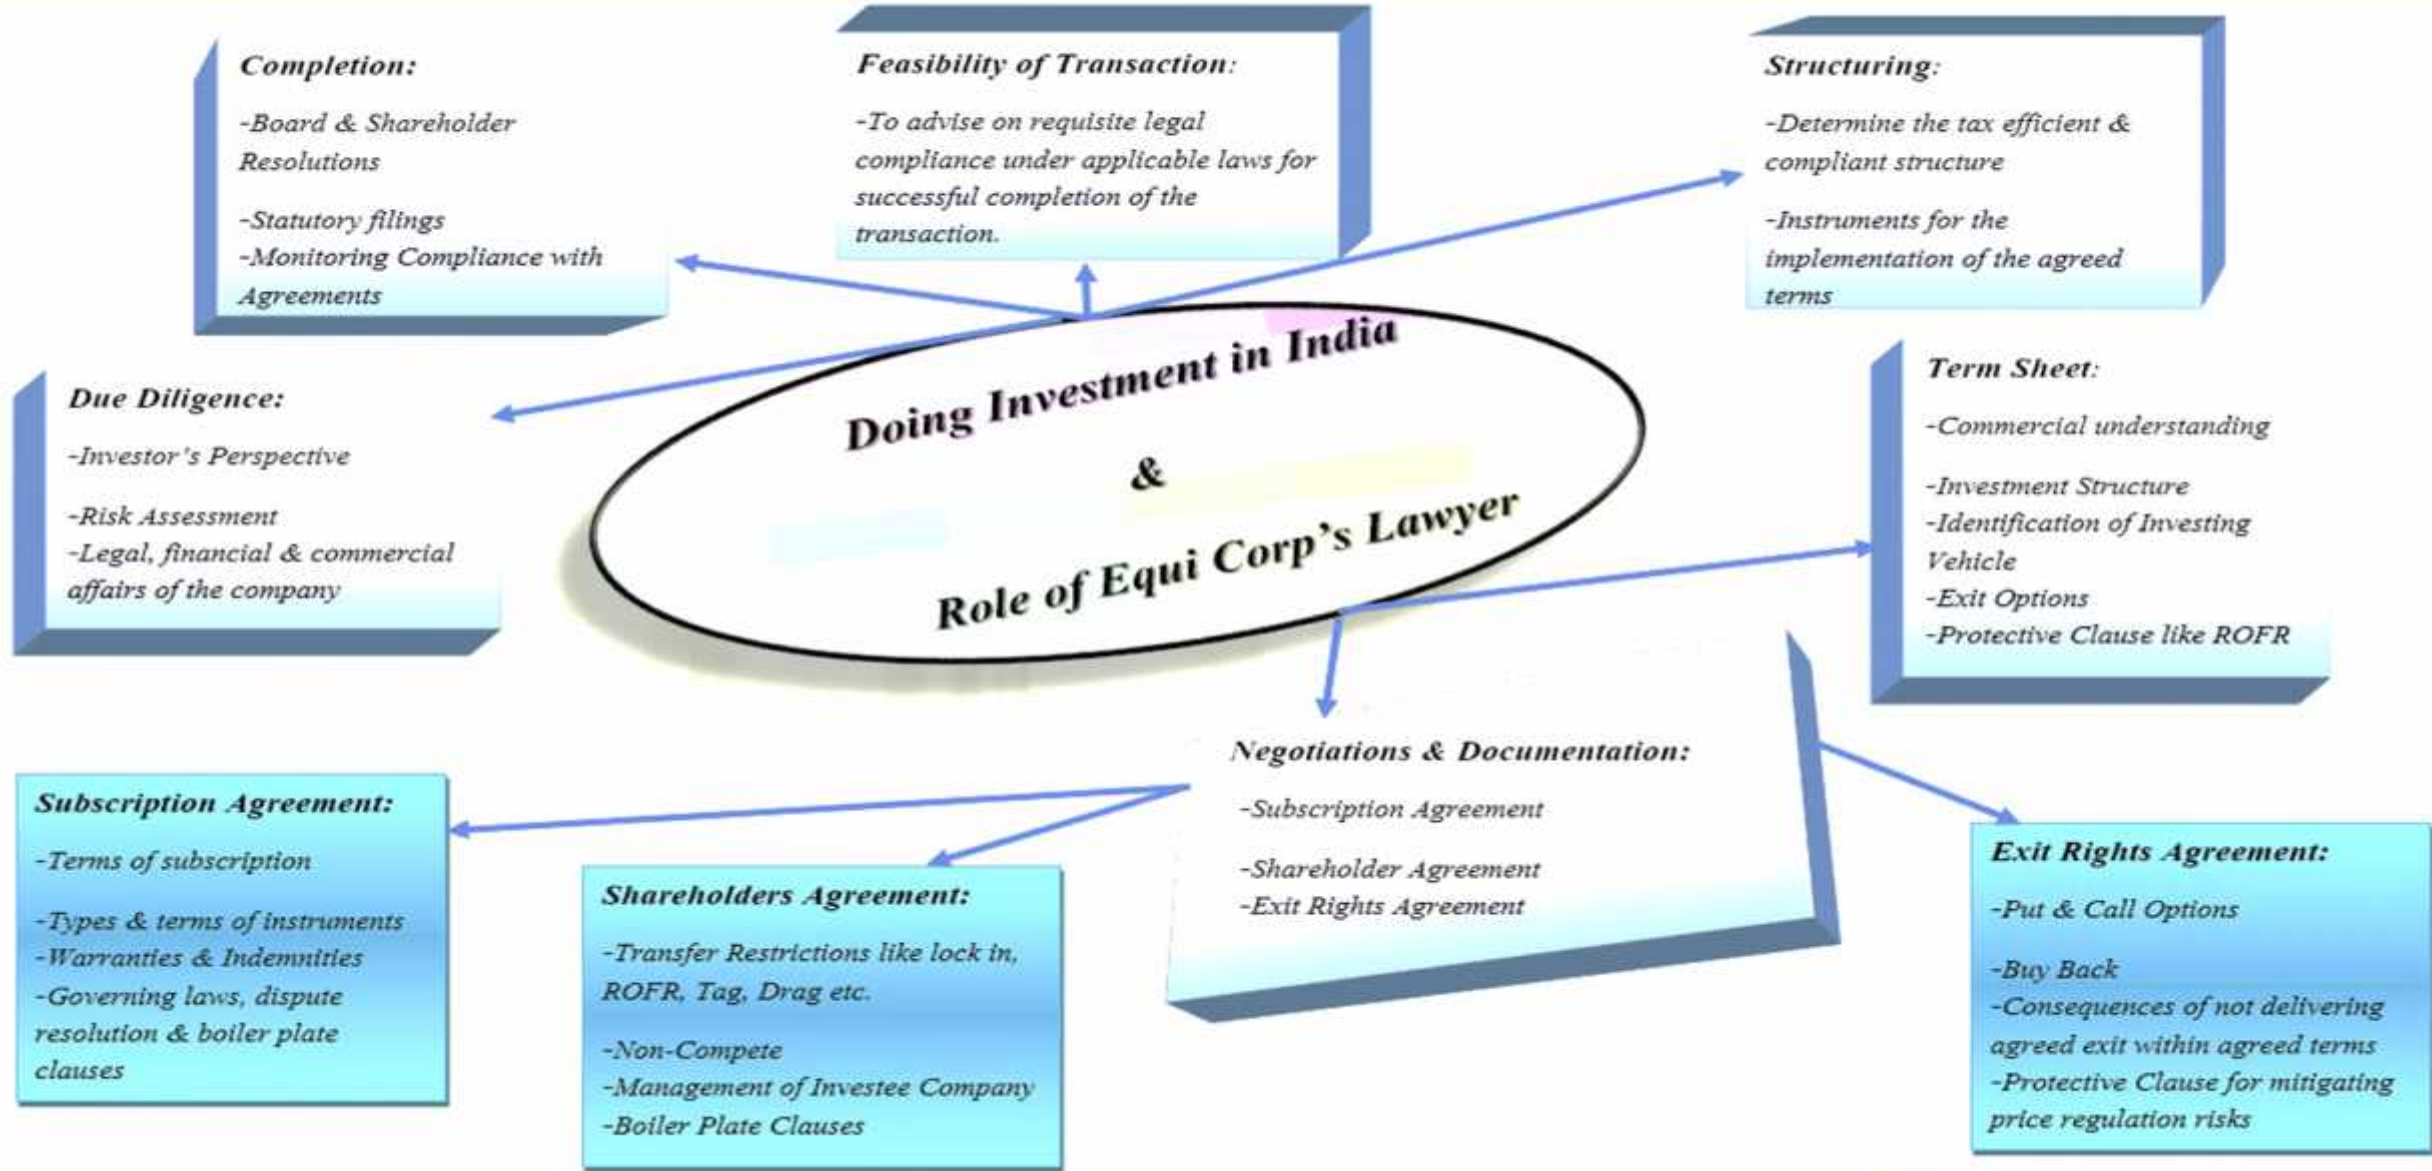 Completion:
-Board & Shareholder
Resolutions
-Statutory filings
-Monitoring Compliance with
Agreements
Feasibility of Transaction:
-To advise on requisite legal
compliance under applicable laws for
successful completion of the
transaction.
Structuring:
-Determine the tax efficient &
compliant structure
-Instruments for the
implementation of the agreed
terms
Due Diligence:
-Investor's Perspective
-Risk Assessment
-Legal, financial & commercial
affairs of the company
Doing Investment in India
&
Role of Equi Corp's Lawyer
Term Sheet:
-Commercial understanding
-Investment Structure
-Identification of Investing
Vehicle
-Exit Options
-Protective Clause like ROFR
Negotiations & Documentation:
-Subscription Agreement
-Shareholder Agreement
-Exit Rights Agreement
Subscription Agreement:
-Terms of subscription
-Types & terms of instruments
-Warranties & Indemnities
-Governing laws, dispute
resolution & boiler plate
clauses
Shareholders Agreement:
-Transfer Restrictions like lock in,
ROFR, Tag, Drag etc.
-Non-Compete
-Management of Investee Company
-Boiler Plate Clauses
Exit Rights Agreement:
-Put & Call Options
-Buy Back
-Consequences of not delivering
agreed exit within agreed terms
-Protective Clause for mitigating
price regulation risks